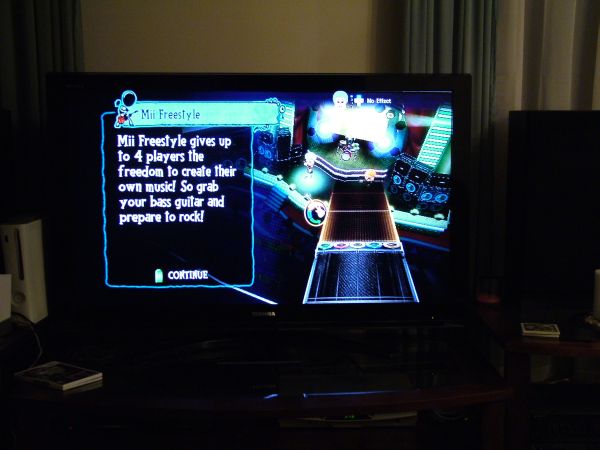 Mii Freestyle
No Effect
Mii Freestyle gives up
to 4 players the
freedom to create their
own music! So grab
your bass guitar and
prepare to rock!
CONTINUE
TOSHIBA